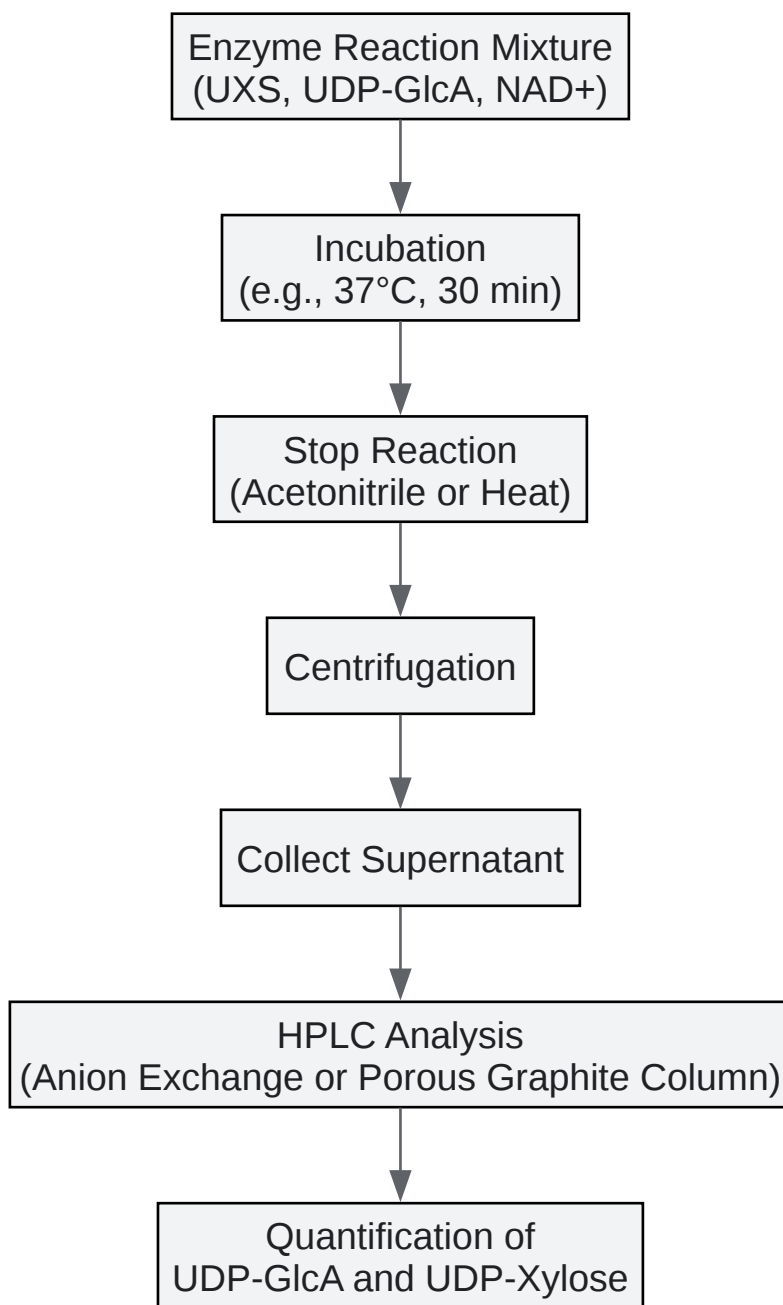 Enzyme Reaction Mixture
(UXS, UDP-GlcA, NAD+)
Incubation
(e.g., 37°C, 30 min)
Stop Reaction
(Acetonitrile or Heat)
Centrifugation
Collect Supernatant
HPLC Analysis
(Anion Exchange or Porous Graphite Column)
Quantification of
UDP-GlcA and UDP-Xylose